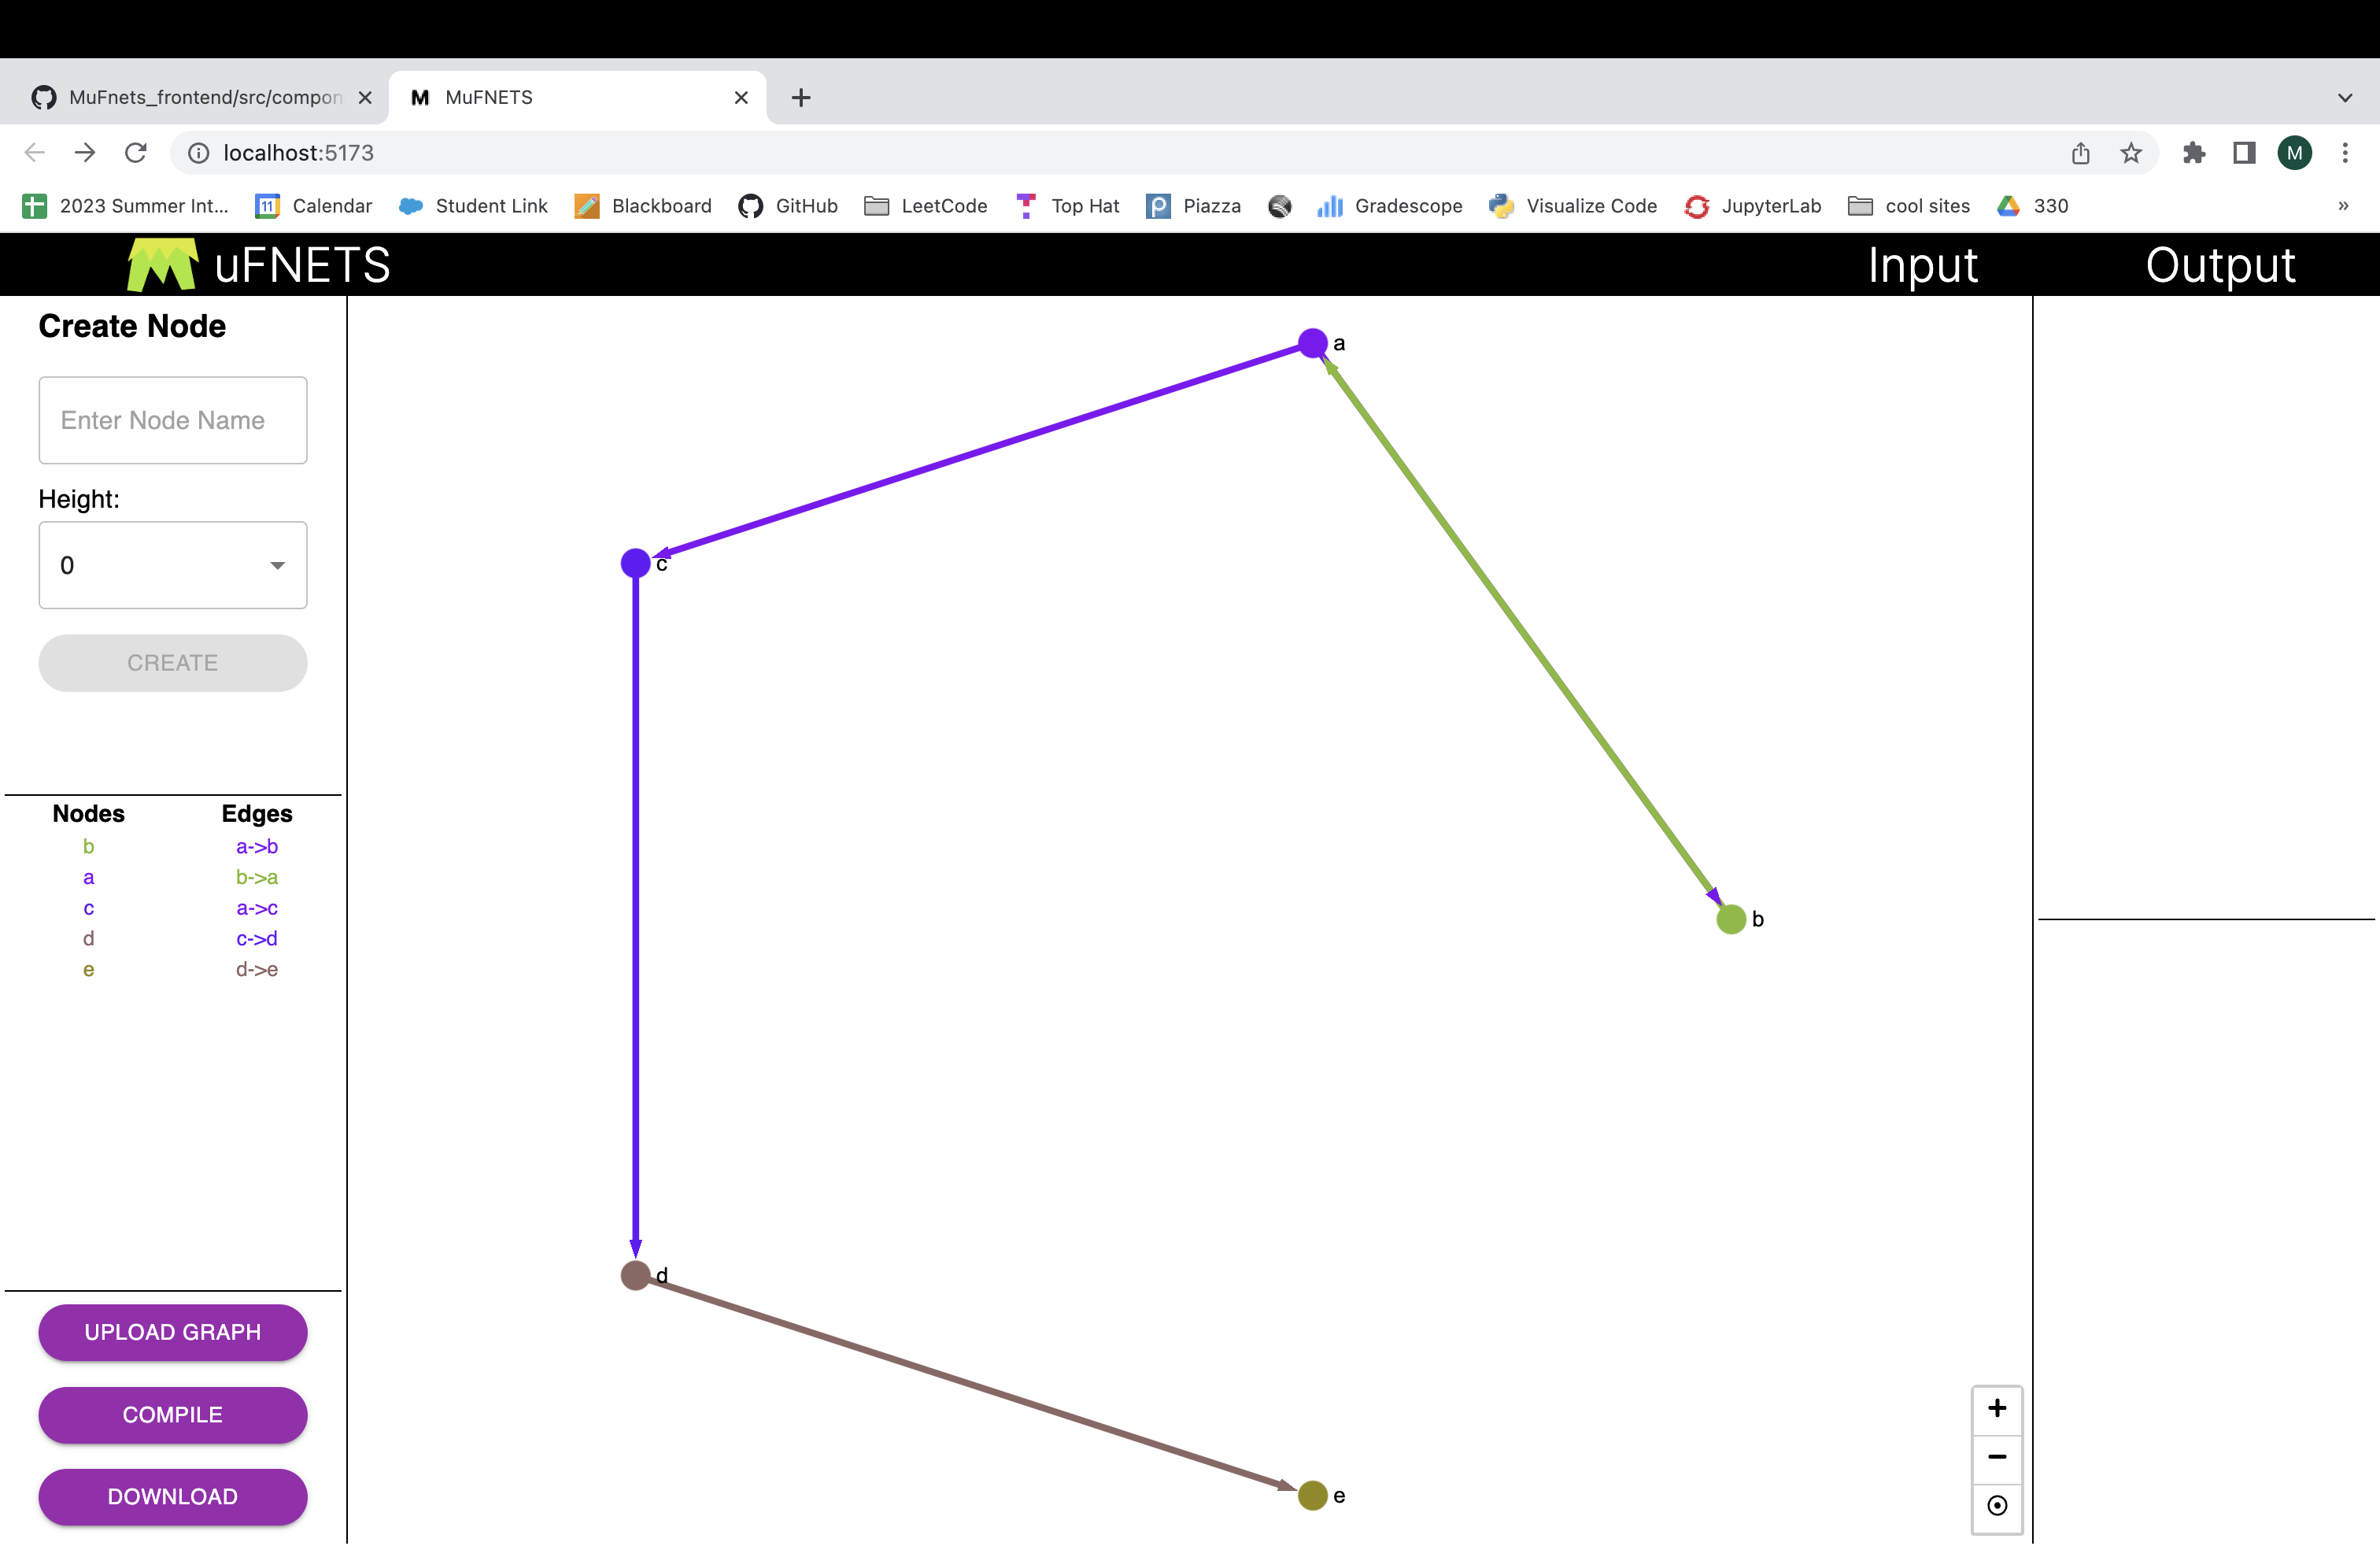 MuFnets_frontend/src/compon
M MuFNETS
localhost:5173
M
2023 Summer Int... 11 Calendar Student Link Blackboard GitHub LeetCode Top Hat Piazza Gradescope Visualize Code JupyterLab cool sites 330 »
M uFNETS Input Output
Create Node
Enter Node Name
Height:
0
CREATE
Nodes Edges
b a->b
a b->a
c a->c
d c->d
e d->e
UPLOAD GRAPH
COMPILE
DOWNLOAD
a
c
b
d
e
+
−